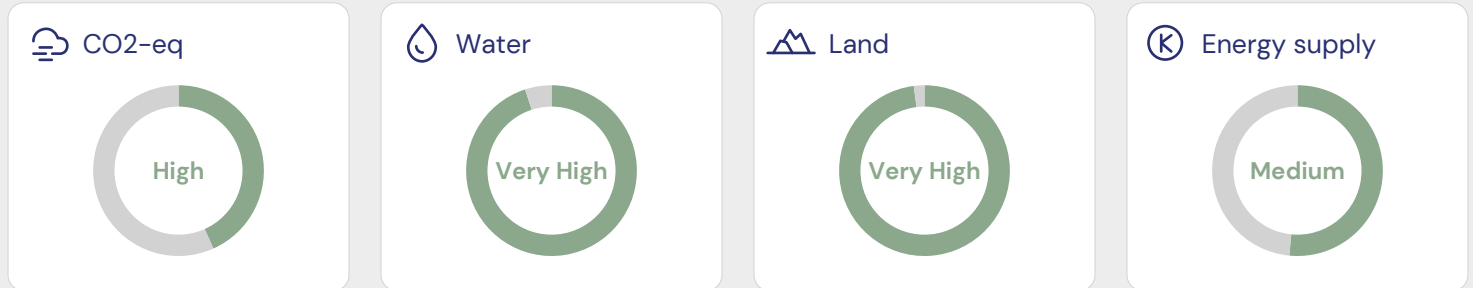 CO2-eq
High
Water
Very High
Land
Very High
Energy supply
Medium